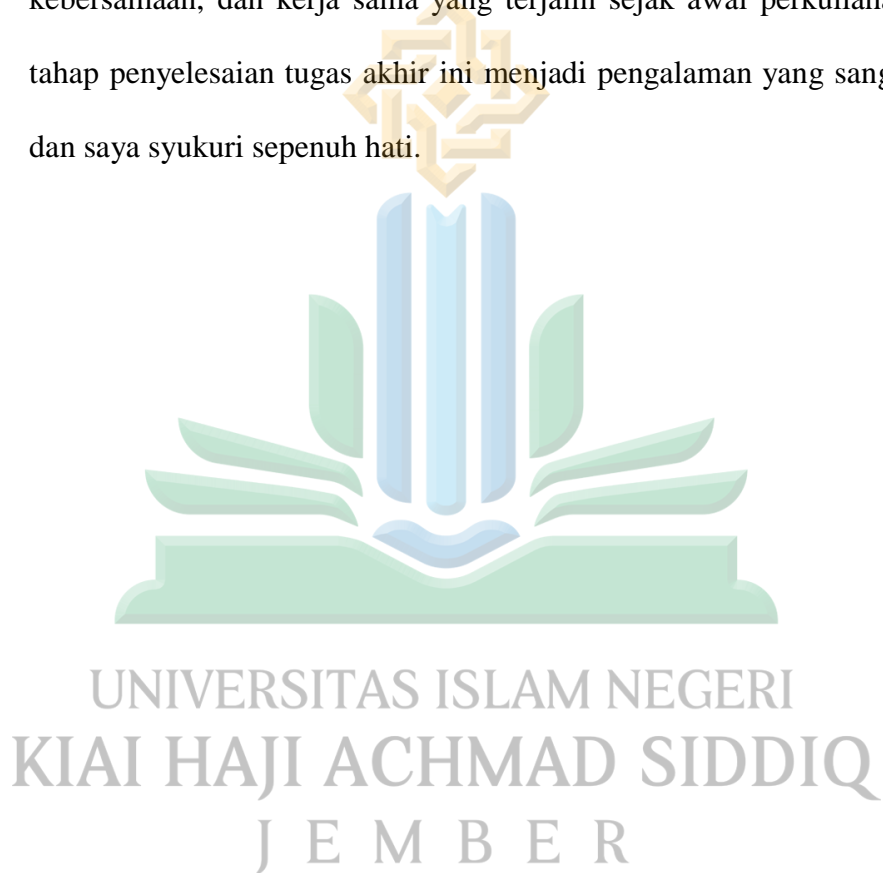 kebersamaan, dan kerja sama yang terjalin sejak awal
tahap penyelesaian tugas akhir ini menjadi pengalaman yang
dan saya syukuri sepenuh hati.
UNIVERSITAS ISLAM NEGERI
KIAI HAJI ACHMAD SIDDIQ
JEMBER